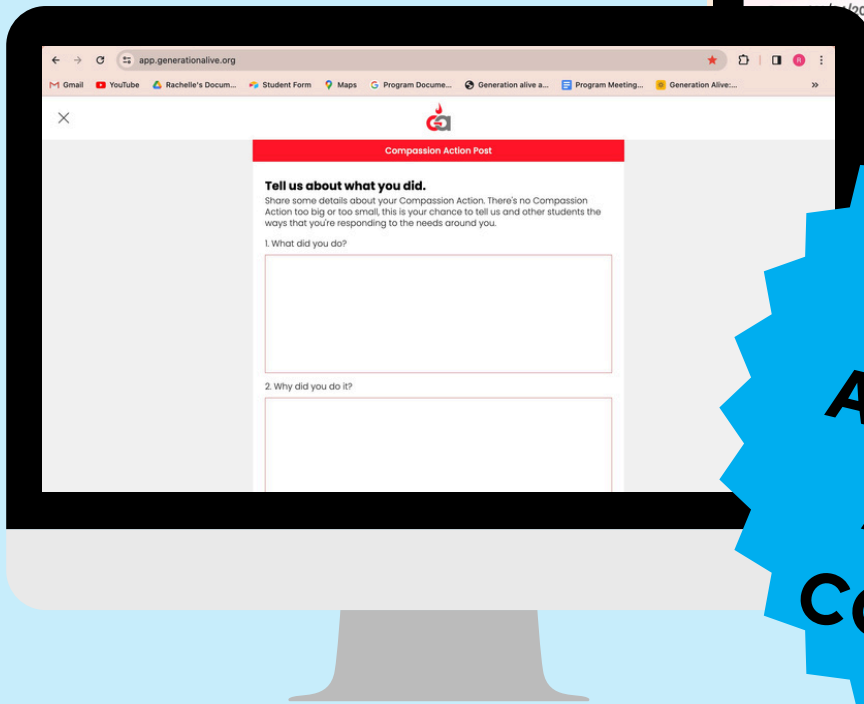 app.generationalive.org
Gmail YouTube Rachelle's Docum... Student Form Maps Program Docume... Generation alive a... Program Meeting... Generation Alive:... »
Compassion Action Post
Tell us about what you did.
Share some details about your Compassion Action. There's no Compassion
Action too big or too small, this is your chance to tell us and other students the
ways that you're responding to the needs around you.
1. What did you do?
2. Why did you do it?